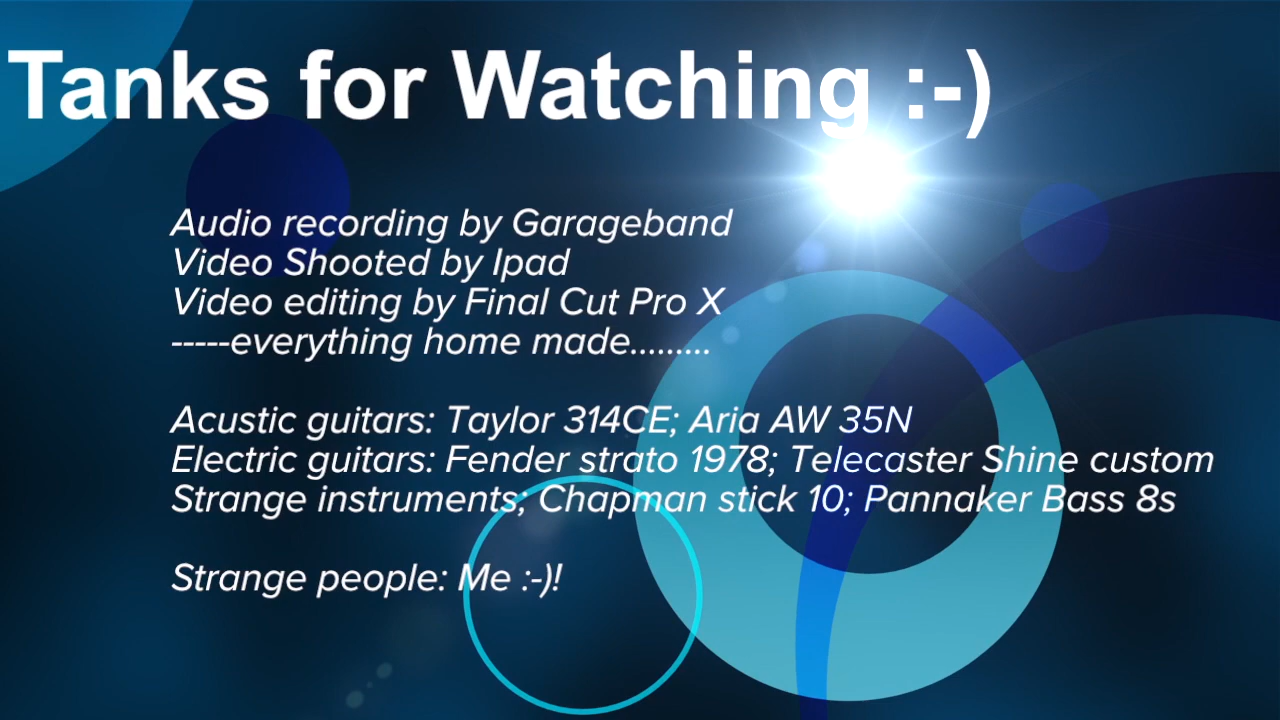 Tanks for Watching :-)
Audio recording by Garageband
Video Shooted by Ipad
Video editing by Final Cut Pro X
-----everything home made.........
Acustic guitars: Taylor 314CE; Aria AW 35N
Electric guitars: Fender strato 1978; Telecaster Shine custom
Strange instruments; Chapman stick 10; Pannaker Bass 8s
Strange people: Me :-)!